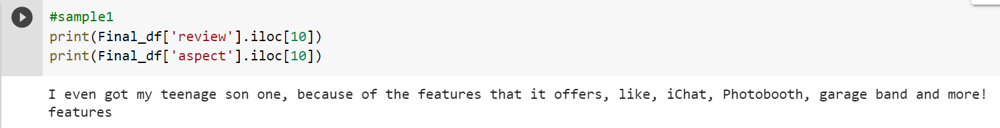 #sample1
print(Final_df['review'].iloc[10])
print(Final_df['aspect'].iloc[10])
I even got my teenage son one, because of the features that it offers, like, iChat, Photobooth, garage band and more!
features